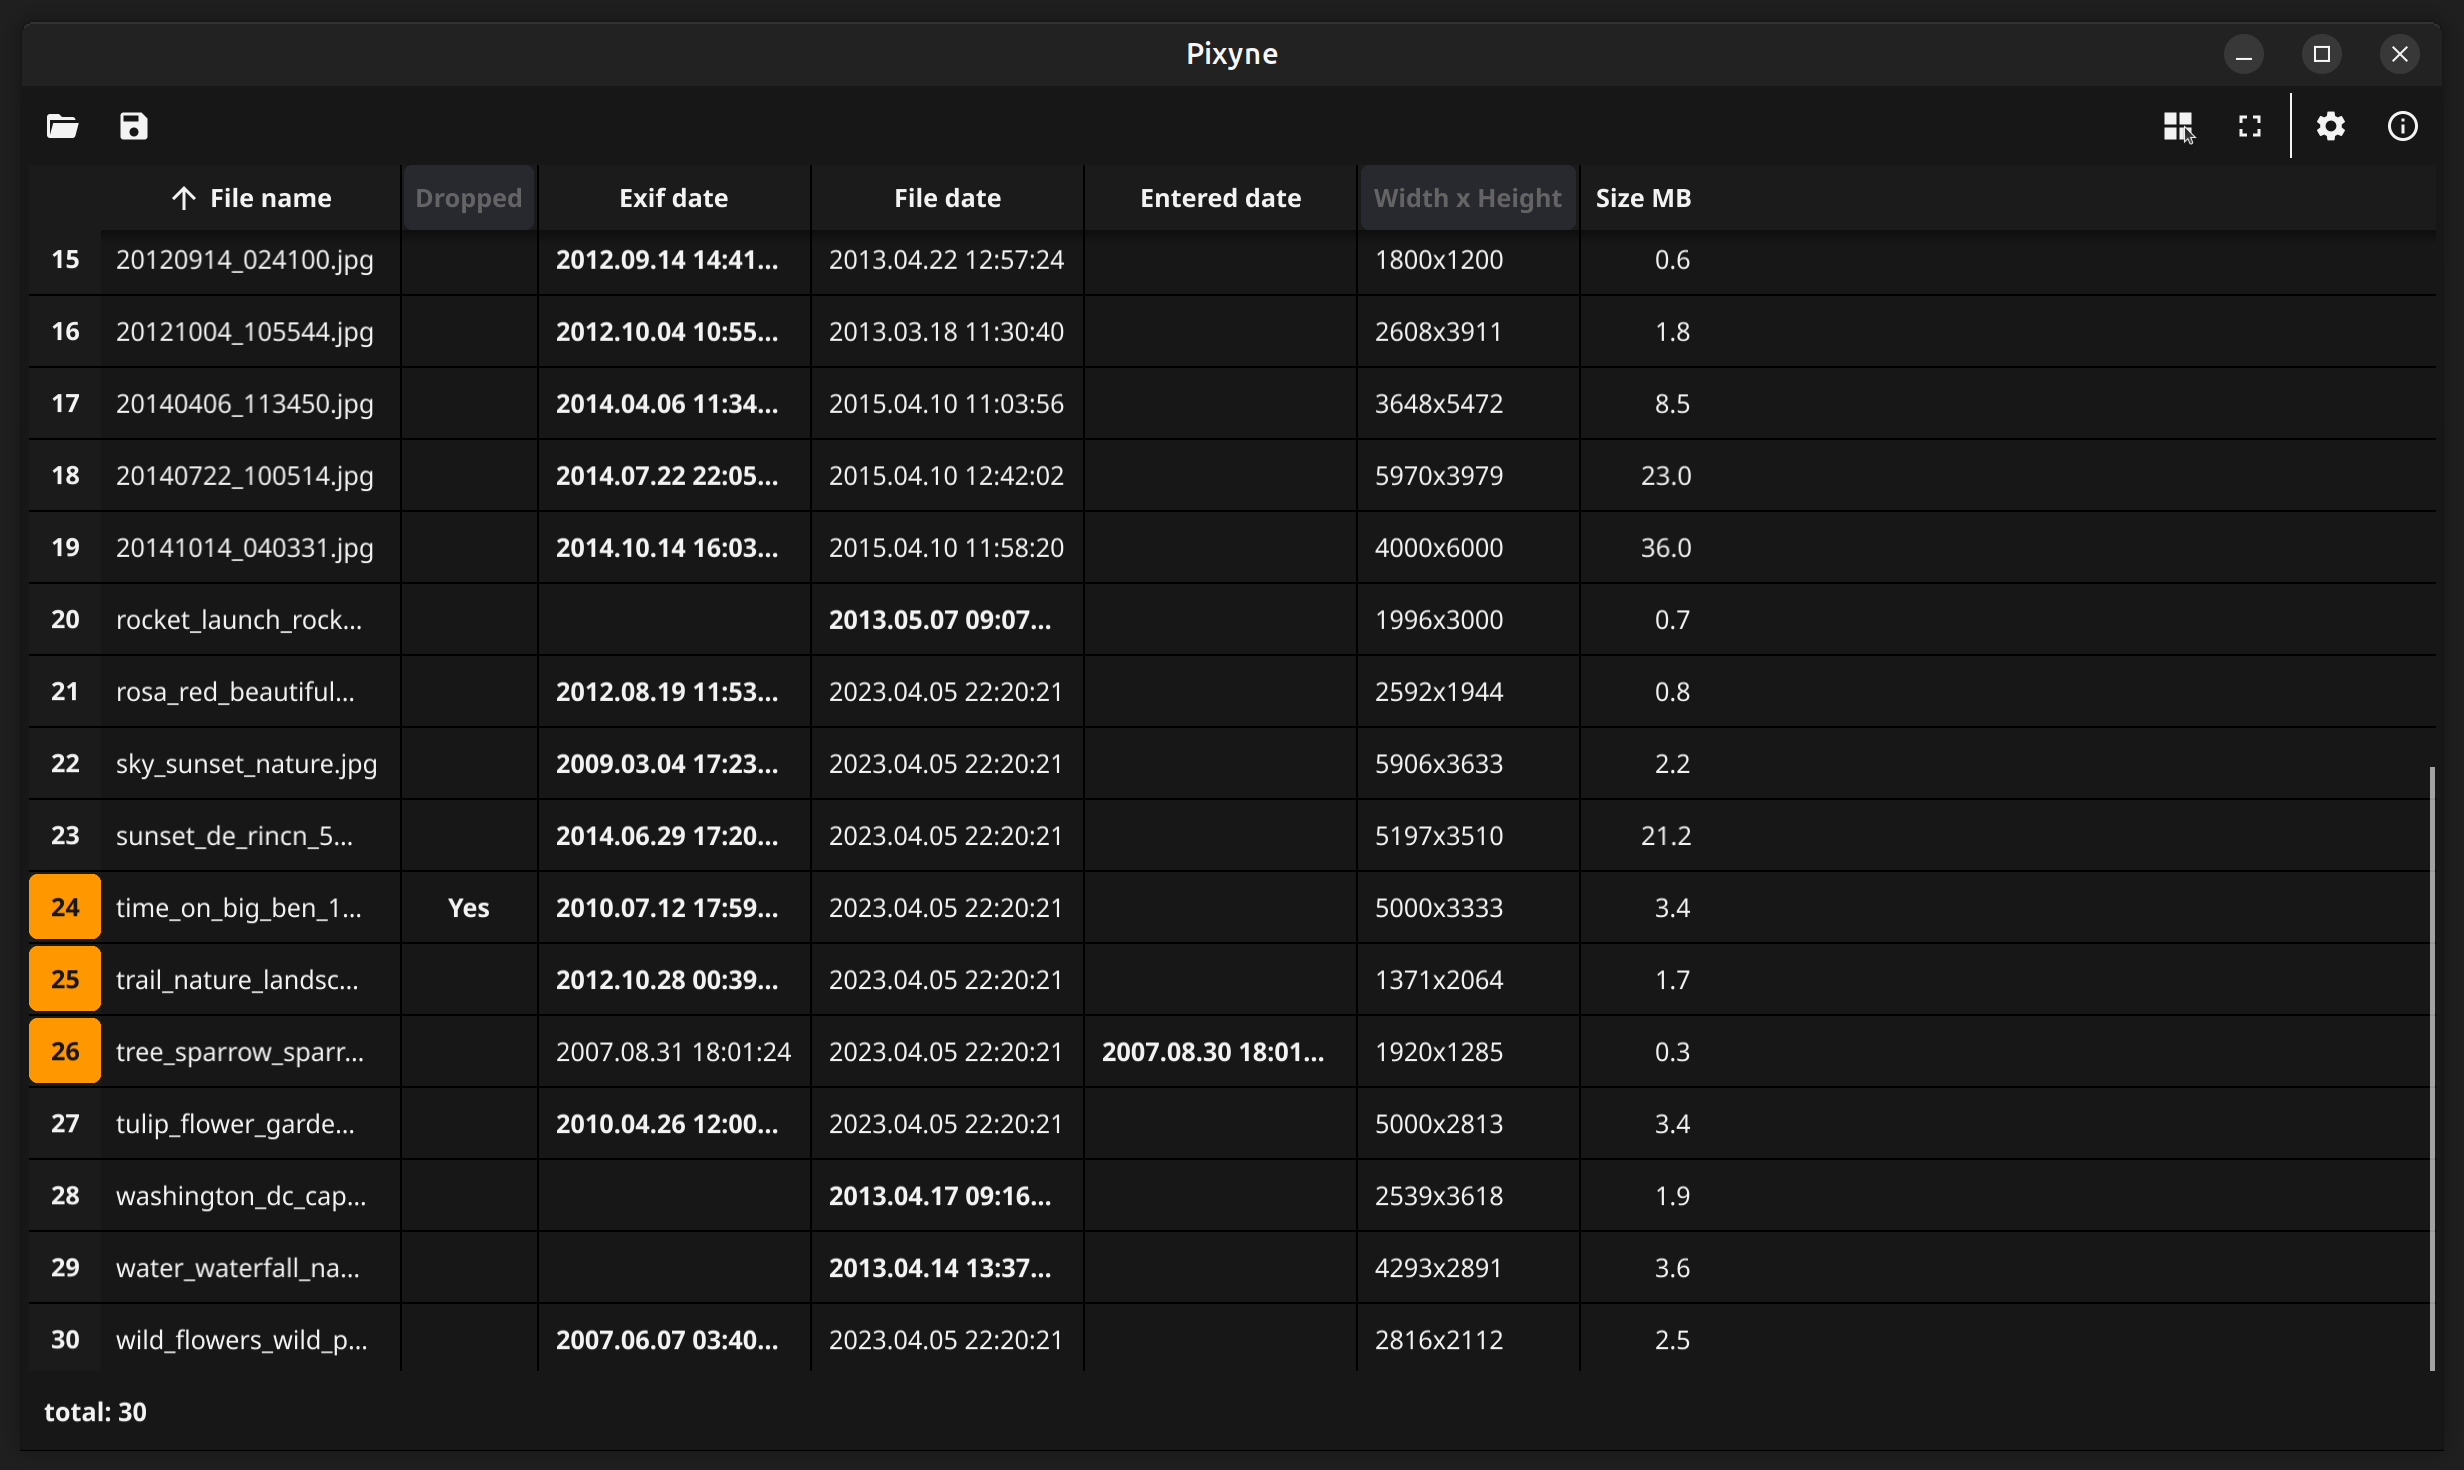 Pixyne
File name Dropped Exif date File date Entered date Width x Height Size MB
15 20120914_024100.jpg 2012.09.14 14:41... 2013.04.22 12:57:24 1800x1200 0.6
16 20121004_105544.jpg 2012.10.04 10:55... 2013.03.18 11:30:40 2608x3911 1.8
17 20140406_113450.jpg 2014.04.06 11:34... 2015.04.10 11:03:56 3648x5472 8.5
18 20140722_100514.jpg 2014.07.22 22:05... 2015.04.10 12:42:02 5970x3979 23.0
19 20141014_040331.jpg 2014.10.14 16:03... 2015.04.10 11:58:20 4000x6000 36.0
20 rocket_launch_rock... 2013.05.07 09:07... 1996x3000 0.7
21 rosa_red_beautiful... 2012.08.19 11:53... 2023.04.05 22:20:21 2592x1944 0.8
22 sky_sunset_nature.jpg 2009.03.04 17:23... 2023.04.05 22:20:21 5906x3633 2.2
23 sunset_de_rincn_5... 2014.06.29 17:20... 2023.04.05 22:20:21 5197x3510 21.2
24 time_on_big_ben_1... Yes 2010.07.12 17:59... 2023.04.05 22:20:21 5000x3333 3.4
25 trail_nature_landsc... 2012.10.28 00:39... 2023.04.05 22:20:21 1371x2064 1.7
26 tree_sparrow_sparr... 2007.08.31 18:01:24 2023.04.05 22:20:21 2007.08.30 18:01... 1920x1285 0.3
27 tulip_flower_garde... 2010.04.26 12:00... 2023.04.05 22:20:21 5000x2813 3.4
28 washington_dc_cap... 2013.04.17 09:16... 2539x3618 1.9
29 water_waterfall_na... 2013.04.14 13:37... 4293x2891 3.6
30 wild_flowers_wild_p... 2007.06.07 03:40... 2023.04.05 22:20:21 2816x2112 2.5
total: 30